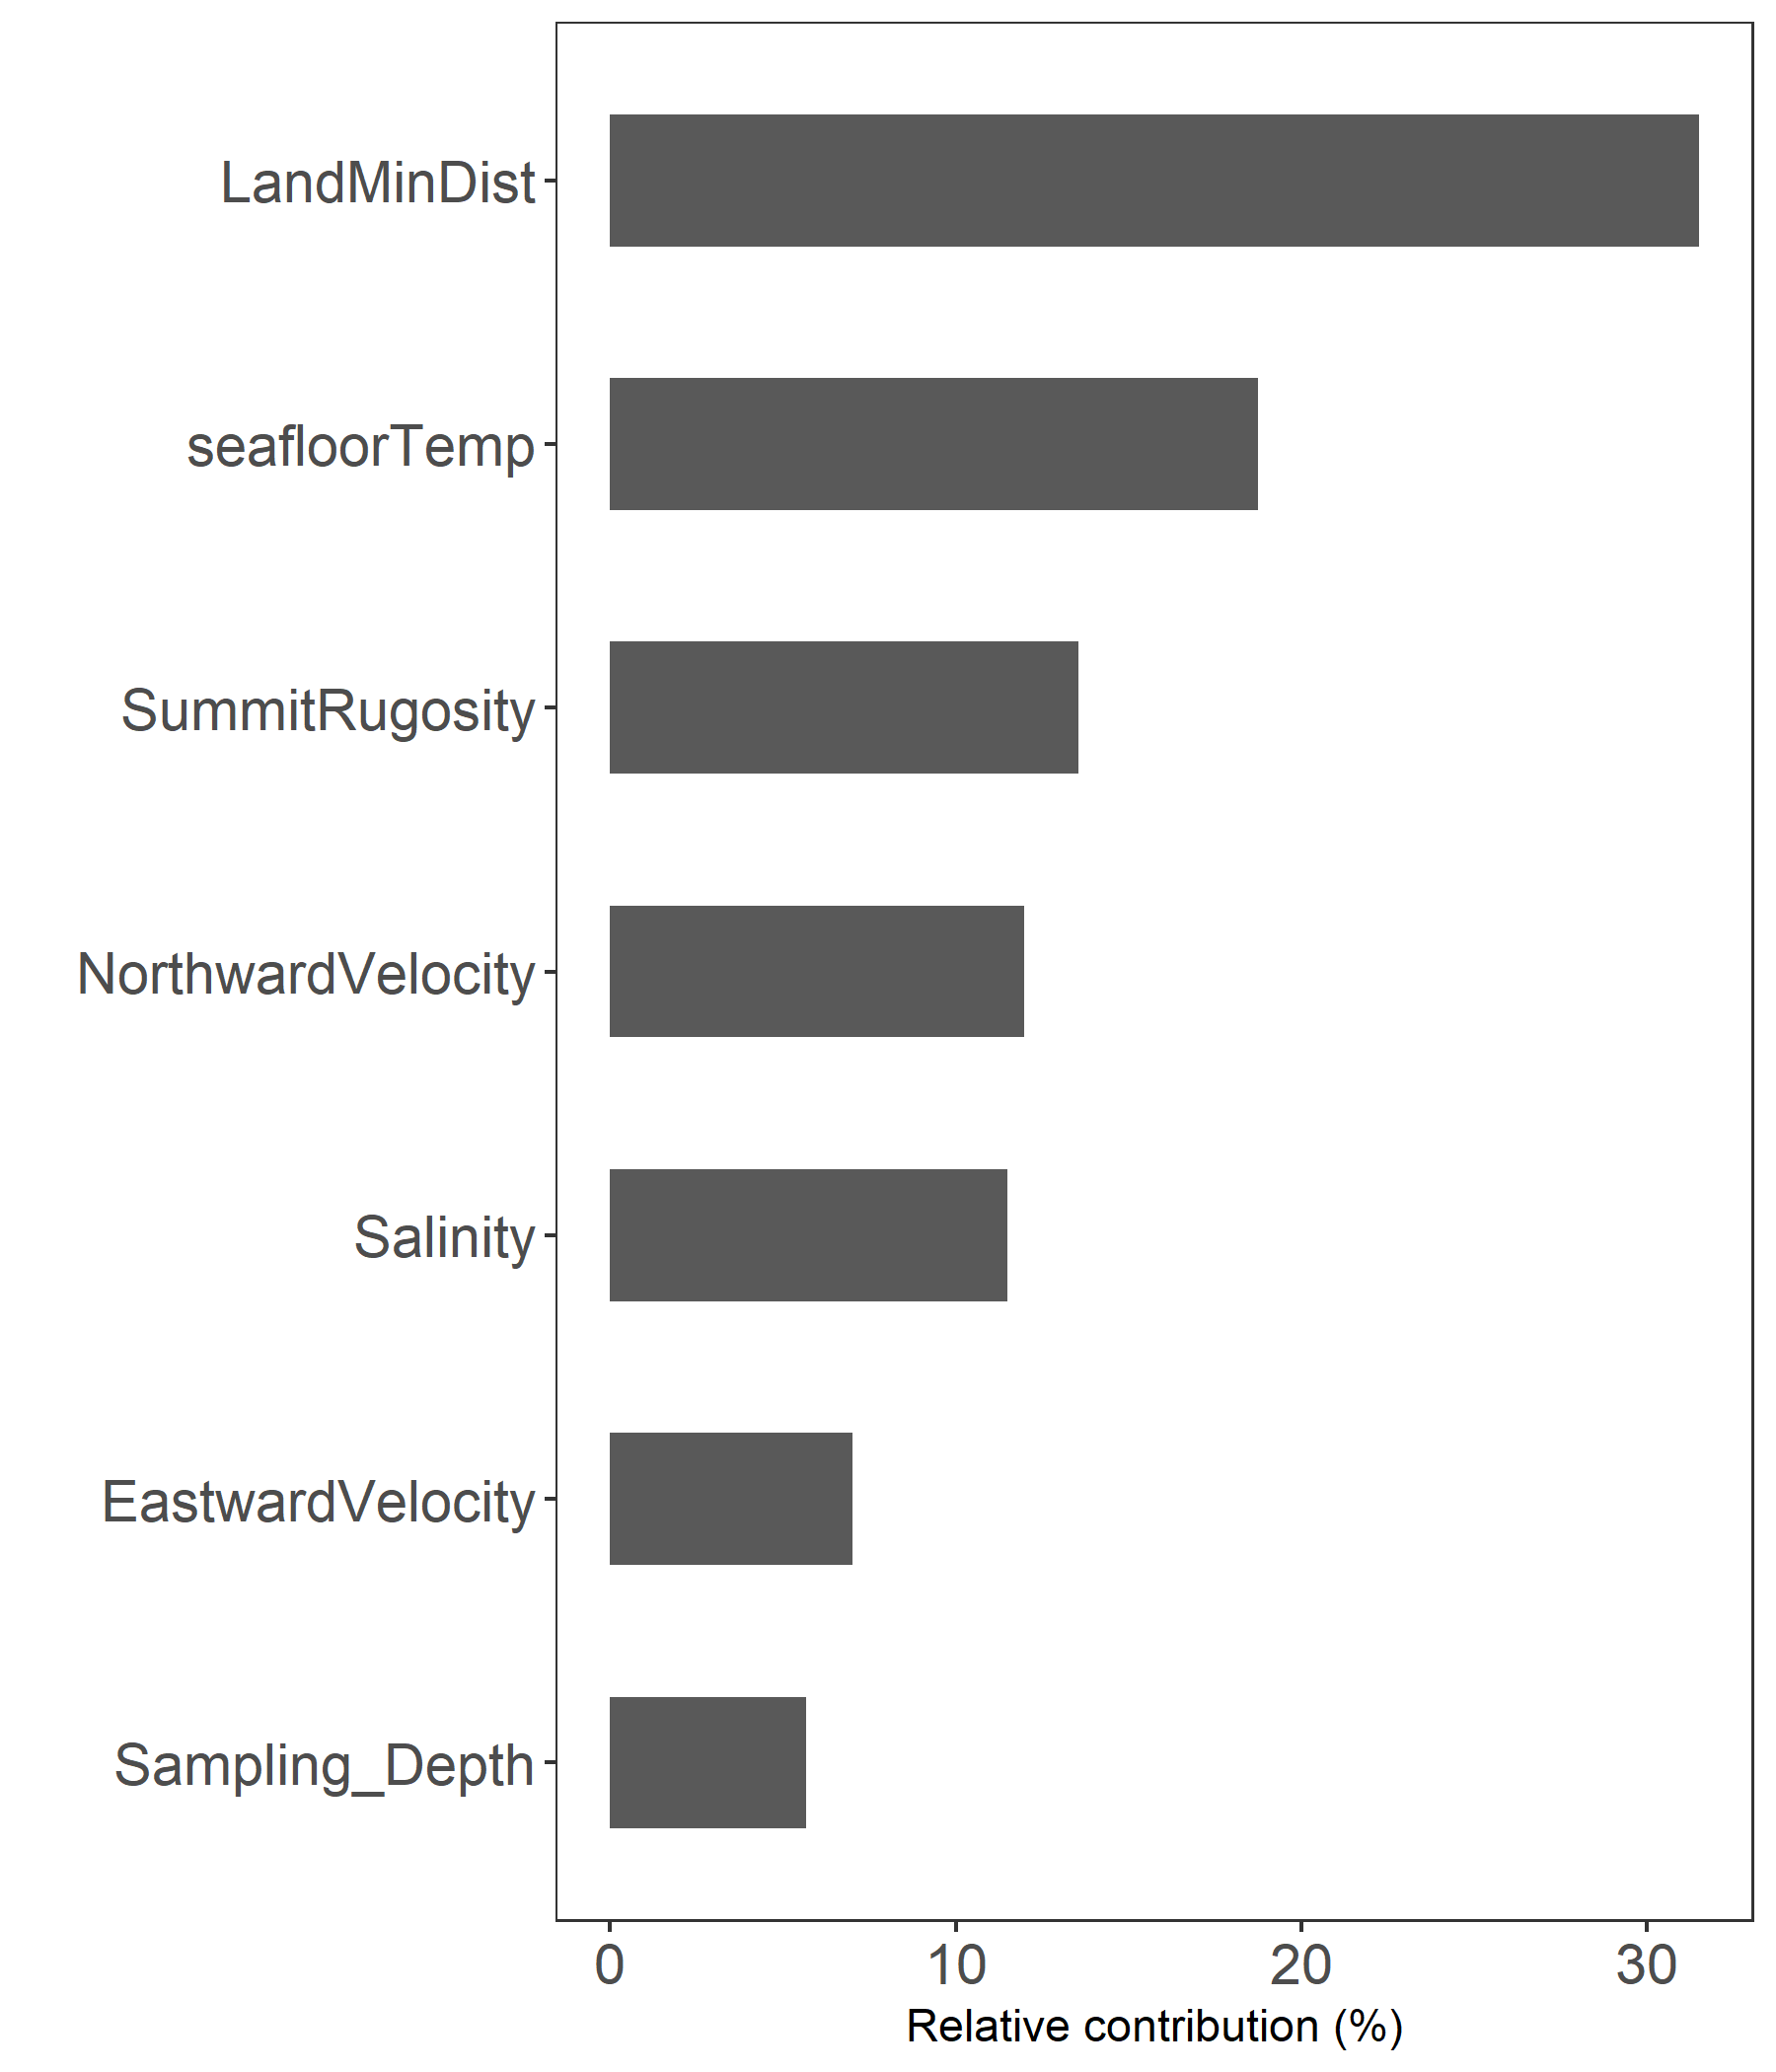 LandMinDist
seafloorTemp
SummitRugosity
NorthwardVelocity
Salinity
EastwardVelocity
Sampling_Depth
0 10 20 30
Relative contribution (%)